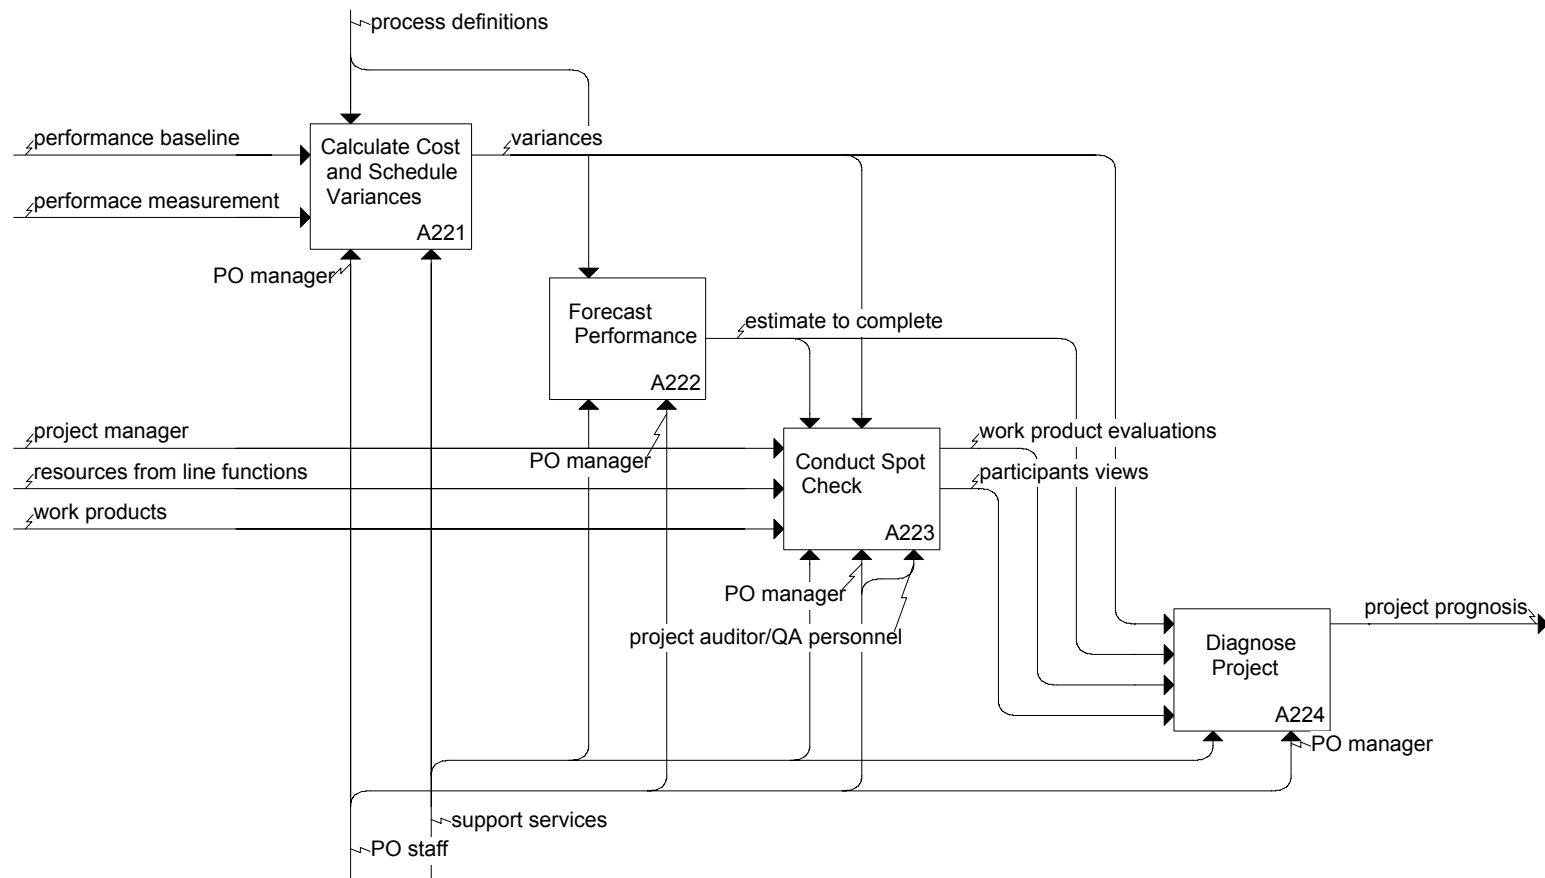 process definitions
performance baseline
Calculate Cost
and Schedule
Variances
A221
variances
performace measurement
PO manager
Forecast
Performance
A222
estimate to complete
project manager
PO manager
resources from line functions
work products
Conduct Spot
Check
A223
work product evaluations
participants views
PO manager
project auditor/QA personnel
project prognosis
Diagnose
Project
A224
PO manager
support services
PO staff